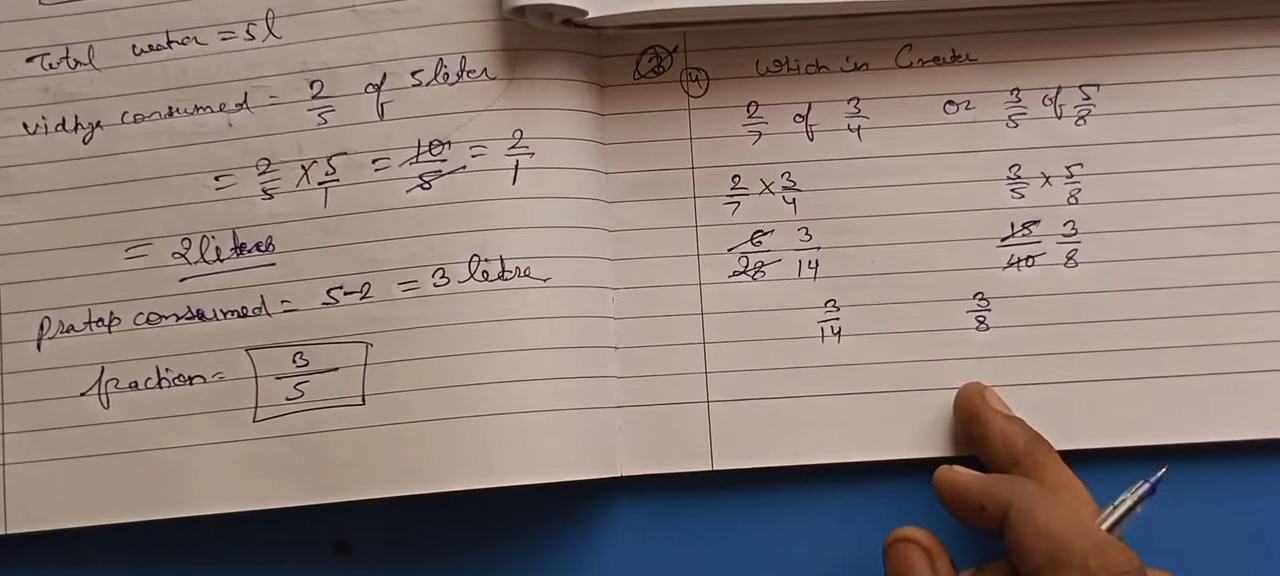 Total water = 5l
Vidhya consumed = 2/5 of 5 liter
= 2/5 × 5/1 = 10/5 = 2/1
= 2 literes
Pratap consumed = 5-2 = 3 litre
fraction = 3/5
4 Which is Greater
2/7 of 3/4 or 3/5 of 5/8
2/7 × 3/4 3/5 × 5/8
6/28 3/14 15/40 3/8
3/14 3/8